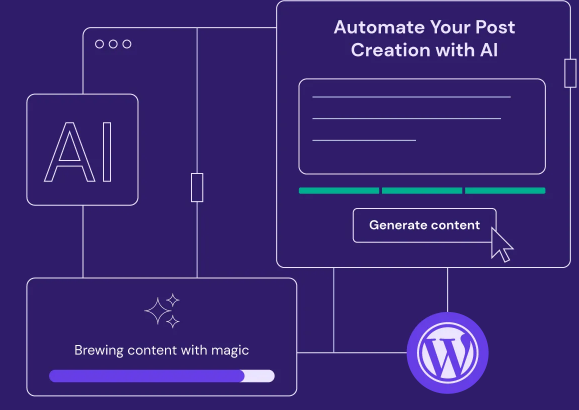 Automate Your Post
Creation with AI
AI
Generate content
Brewing content with magic
W